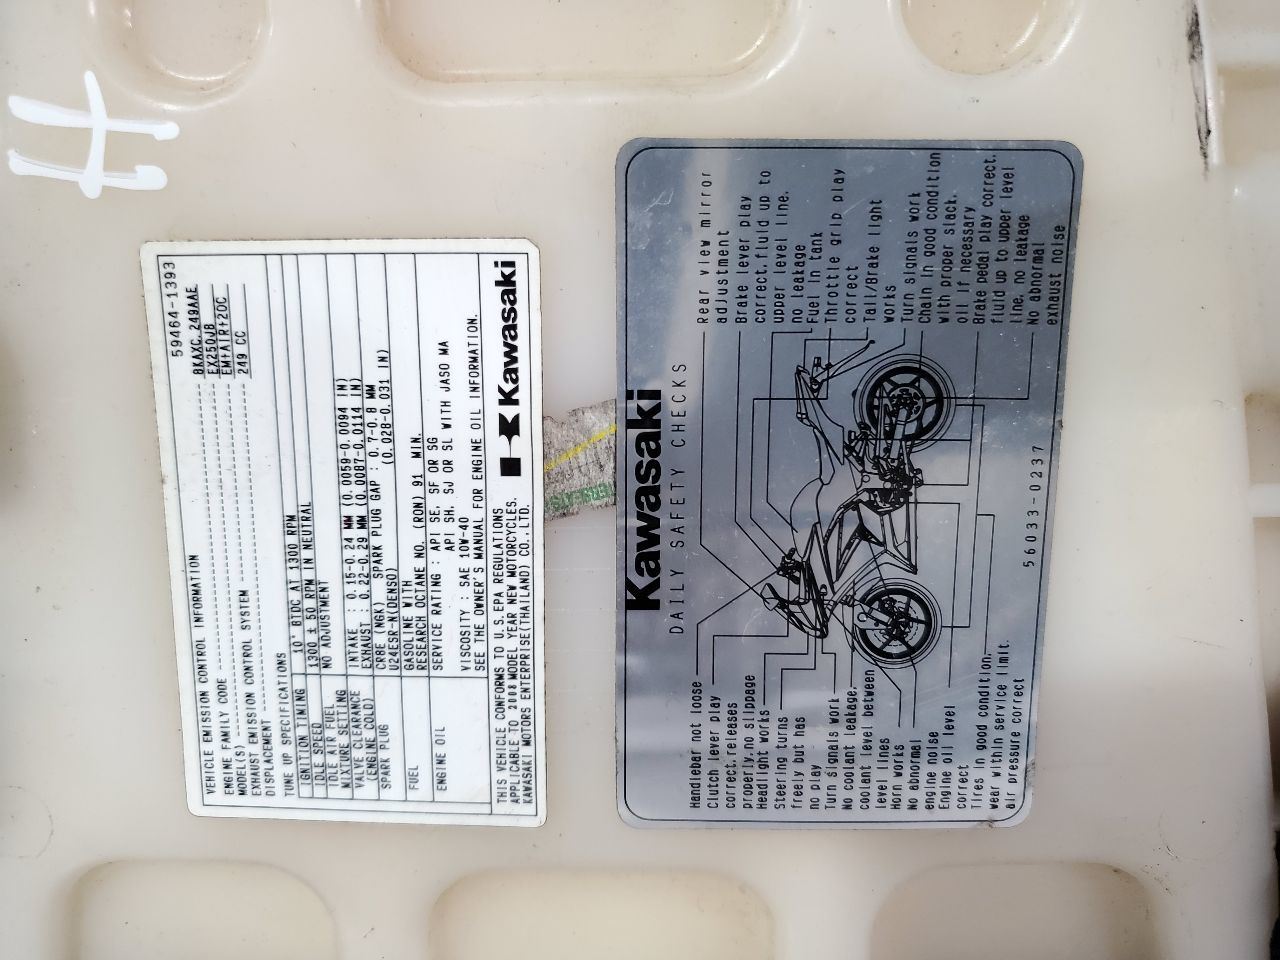 H
59464-1393
VEHICLE EMISSION CONTROL INFORMATION
ENGINE FAMILY CODE 8KAXC.249AAE
MODEL(S) EX250JB
EXHAUST EMISSION CONTROL SYSTEM EM+AIR+2OC
DISPLACEMENT 249 CC
TUNE UP SPECIFICATIONS
IGNITION TIMING 10° BTDC AT 1300 RPM
IDLE SPEED 1300 ± 50 RPM IN NEUTRAL
IDLE AIR FUEL MIXTURE SETTING NO ADJUSTMENT
VALVE CLEARANCE INTAKE : 0.15-0.24 MM (0.0059-0.0094 IN)
(ENGINE COLD) EXHAUST : 0.22-0.29 MM (0.0087-0.0114 IN)
SPARK PLUG CR8E (NGK) SPARK PLUG GAP : 0.7-0.8 MM
U24ESR-N(DENSO) (0.028-0.031 IN)
FUEL GASOLINE WITH
RESEARCH OCTANE NO. (RON) 91 MIN.
ENGINE OIL SERVICE RATING : API SE, SF OR SG
API SH, SJ OR SL WITH JASO MA
VISCOSITY : SAE 10W-40
SEE THE OWNER'S MANUAL FOR ENGINE OIL INFORMATION.
THIS VEHICLE CONFORMS TO U.S. EPA REGULATIONS
APPLICABLE TO 2008 MODEL YEAR NEW MOTORCYCLES.
KAWASAKI MOTORS ENTERPRISE(THAILAND) CO.,LTD.
Kawasaki
Kawasaki
DAILY SAFETY CHECKS
Handlebar not loose
Clutch lever play
correct,releases
properly,no slippage
Headlight works
Steering turns
freely but has
no play
Turn signals work
No coolant leakage,
coolant level between
level lines
Horn works
No abnormal
engine noise
Engine oil level
correct
Tires in good condition,
wear within service limit,
air pressure correct
Rear view mirror
adjustment
Brake lever play
correct,fluid up to
upper level line,
no leakage
Fuel in tank
Throttle grip play
correct
Tail/Brake light
works
Turn signals work
Chain in good condition
with proper slack,
oil if necessary
Brake pedal play correct,
fluid up to upper level
line, no leakage
No abnormal
exhaust noise
56033-0237